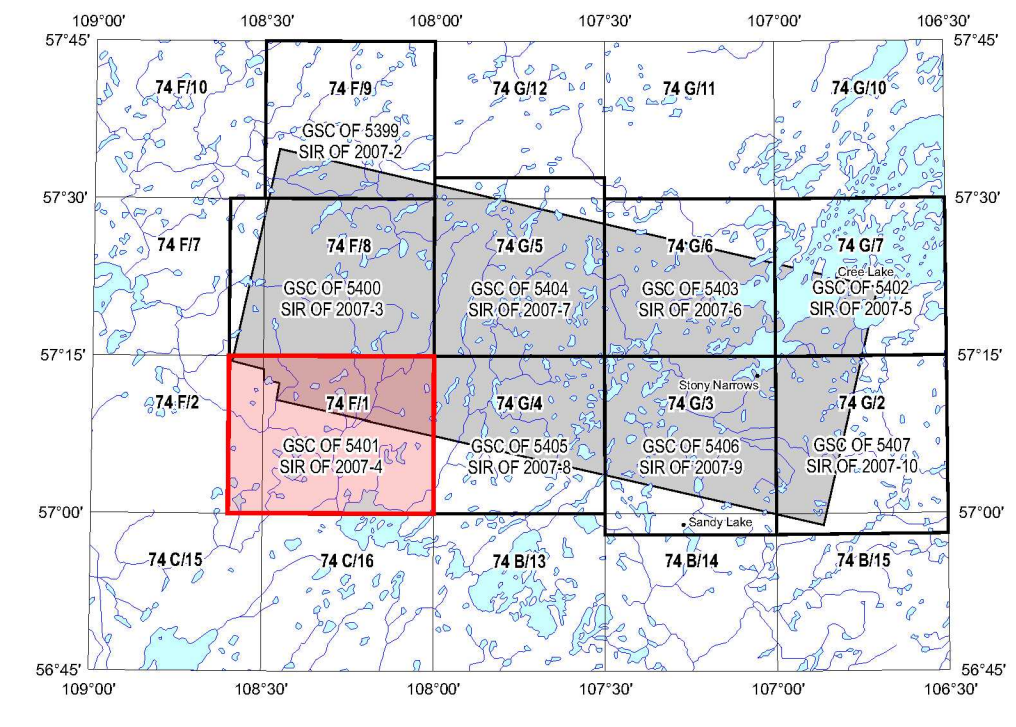 109°00'
108°30'
108°00'
107°30'
107°00'
106°30'
57°45'
57°45'
74 F/10
74 F/9
74 G/12
74 G/11
74 G/10
GSC OF 5399
SIR OF 2007-2
57°30'
57°30'
74 F/7
74 F/8
74 G/5
74 G/6
74 G/7
Cree Lake
GSC OF 5400
SIR OF 2007-3
GSC OF 5404
SIR OF 2007-7
GSC OF 5403
SIR OF 2007-6
GSC OF 5402
SIR OF 2007-5
57°15'
57°15'
Stony Narrows
74 F/2
74 F/1
74 G/4
74 G/3
74 G/2
GSC OF 5401
SIR OF 2007-4
GSC OF 5405
SIR OF 2007-8
GSC OF 5406
SIR OF 2007-9
GSC OF 5407
SIR OF 2007-10
57°00'
57°00'
Sandy Lake
74 C/15
74 C/16
74 B/13
74 B/14
74 B/15
56°45'
56°45'
109°00'
108°30'
108°00'
107°30'
107°00'
106°30'